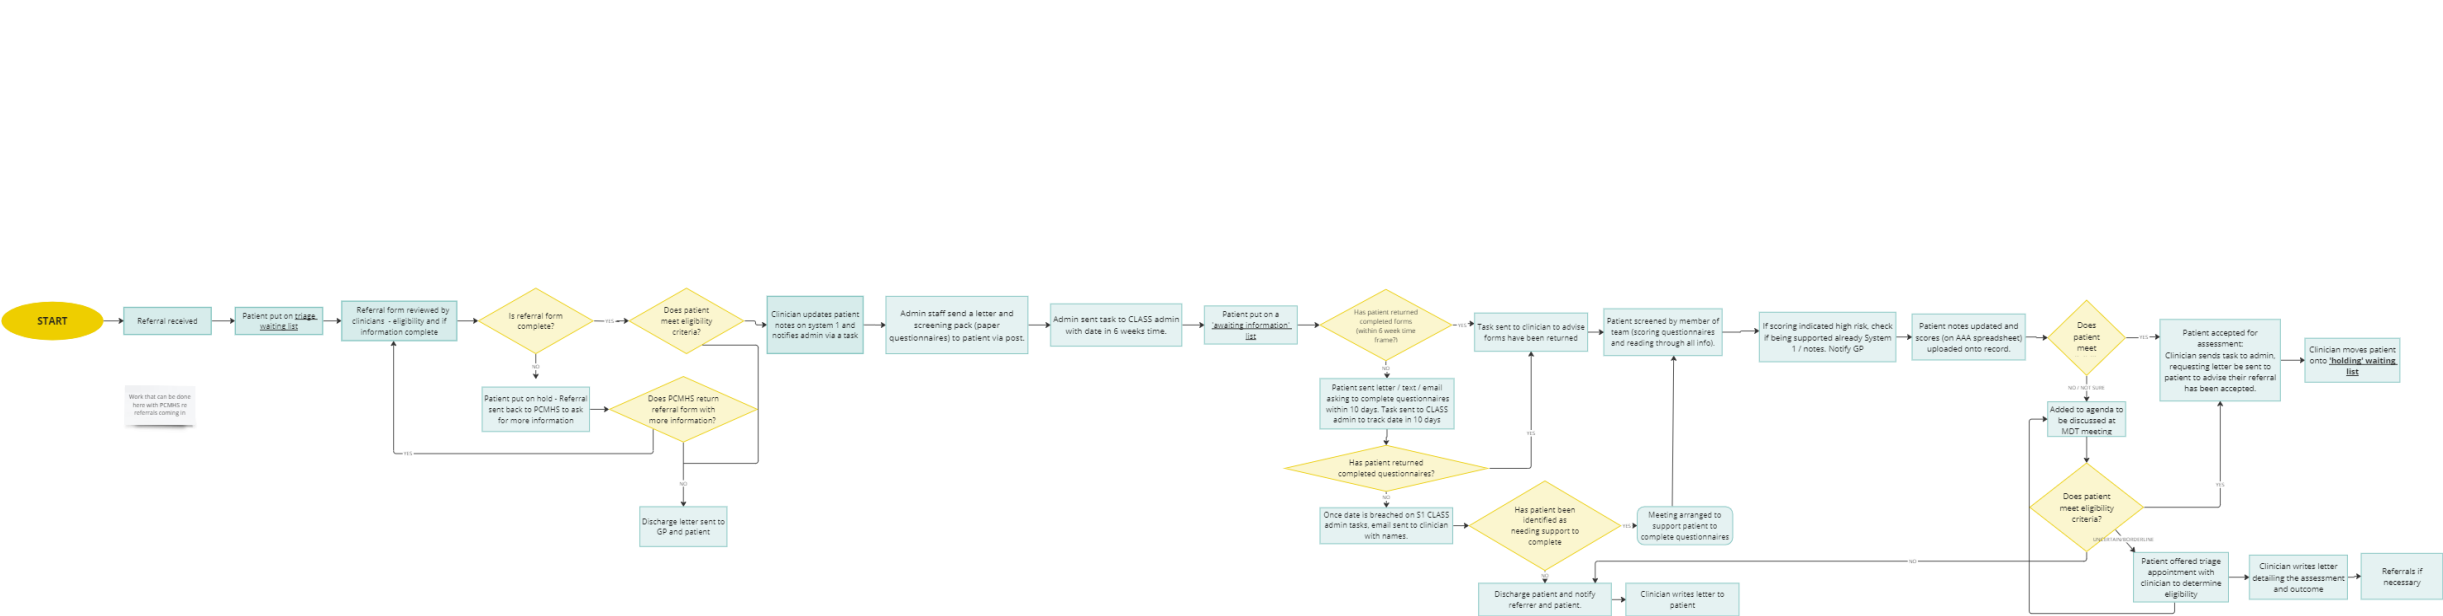 START
Referral received
Patient put on triage
waiting list
Referral form reviewed by
clinicians - eligibility and if
information complete
Is referral form
complete?
YES
NO
Does patient
meet eligibility
criteria?
Clinician updates patient
notes on system 1 and
notifies admin via a task
Admin staff send a letter and
screening pack (paper
questionnaires) to patient via post.
Admin sent task to CLASS admin
with date in 6 weeks time.
Patient put on a
'awaiting information'
list
Has patient returned
completed forms
(within 6 week time
frame?)
YES
NO
Task sent to clinician to advise
forms have been returned
Patient screened by member of
team (scoring questionnaires
and reading through all info).
If scoring indicated high risk, check
if being supported already System
1 / notes. Notify GP
Patient notes updated and
scores (on AAA spreadsheet)
uploaded onto record.
Does
patient
meet
YES
NO / NOT SURE
Patient accepted for
assessment:
Clinician sends task to admin,
requesting letter be sent to
patient to advise their referral
has been accepted.
Clinician moves patient
onto 'holding' waiting
list
Work that can be done
here with PCMHS re
referrals coming in
Patient put on hold - Referral
sent back to PCMHS to ask
for more information
Does PCMHS return
referral form with
more information?
YES
NO
Discharge letter sent to
GP and patient
Patient sent letter / text / email
asking to complete questionnaires
within 10 days. Task sent to CLASS
admin to track date in 10 days
Has patient returned
completed questionnaires?
YES
NO
Once date is breached on S1 CLASS
admin tasks, email sent to clinician
with names.
Has patient been
identified as
needing support to
complete
YES
NO
Meeting arranged to
support patient to
complete questionnaires
Discharge patient and notify
referrer and patient.
Clinician writes letter to
patient
Added to agenda to
be discussed at
MDT meeting
Does patient
meet eligibility
criteria?
YES
NO
UNCERTAIN/BORDERLINE
Patient offered triage
appointment with
clinician to determine
eligibility
Clinician writes letter
detailing the assessment
and outcome
Referrals if
necessary